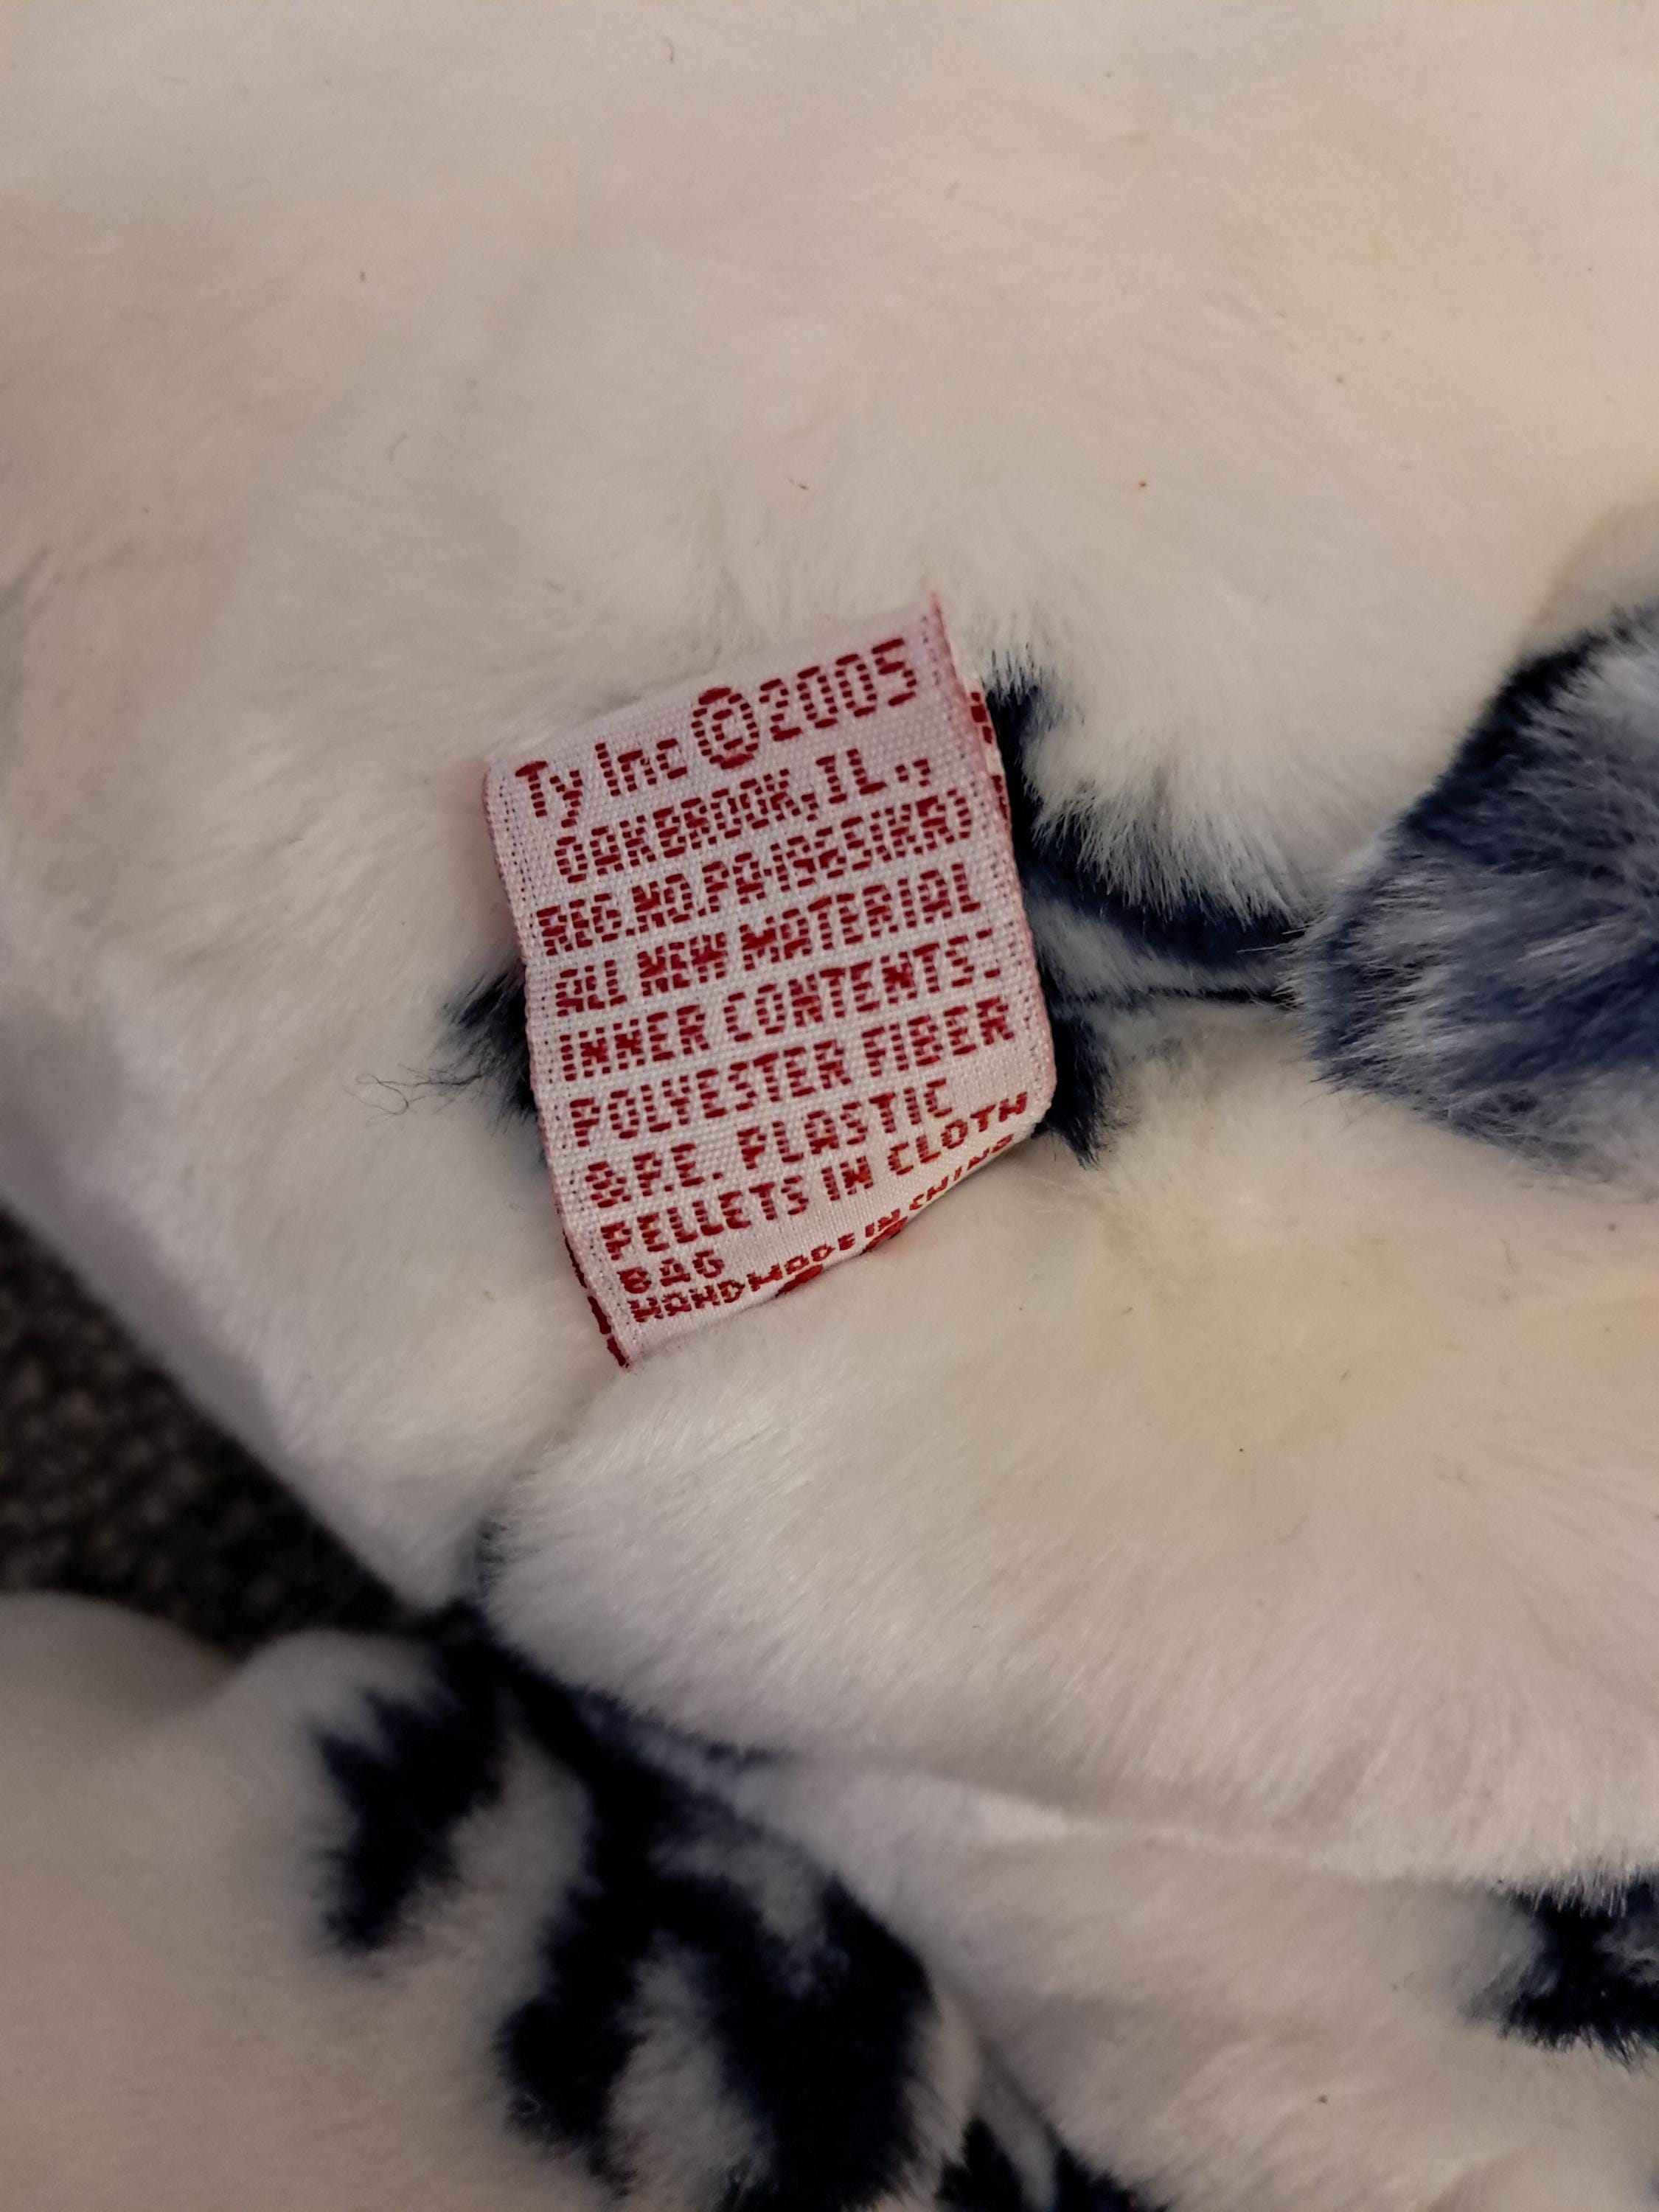 Ty Inc ©2005
OAKBROOK, IL.,
REG.NO.PA-1965(KR)
ALL NEW MATERIAL
INNER CONTENTS:
POLYESTER FIBER
&P.E. PLASTIC
PELLETS IN CLOTH
BAG
HANDMADE IN CHINA